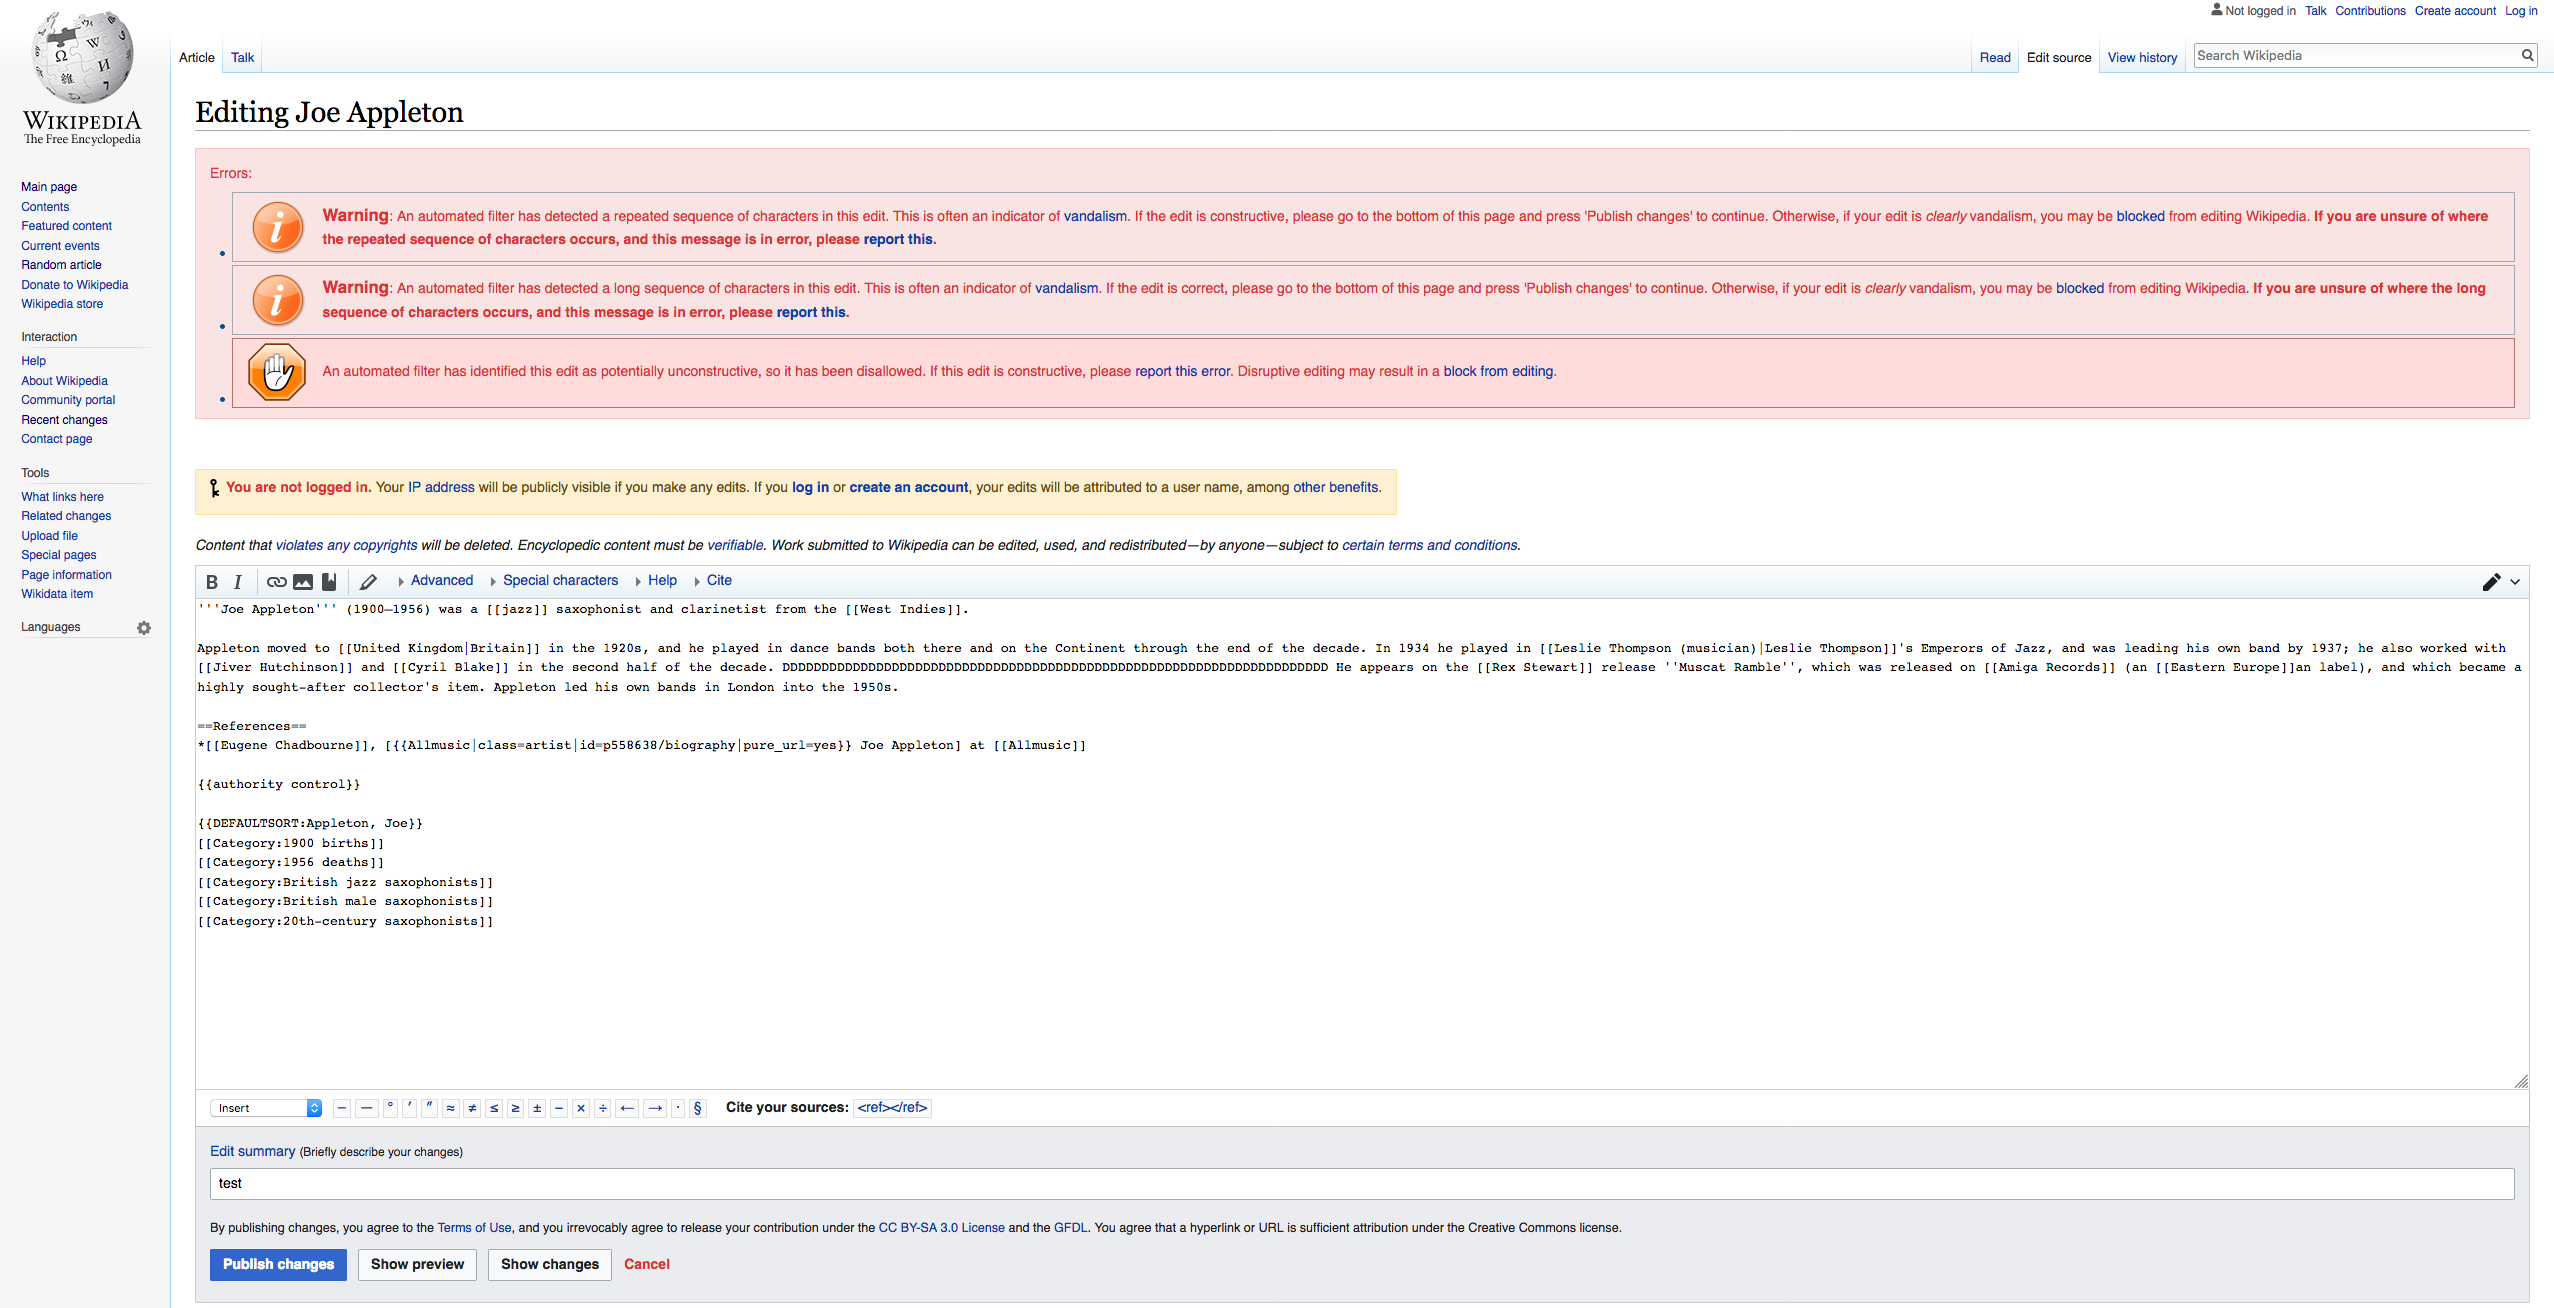 Not logged in Talk Contributions Create account Log in
Article Talk Read Edit source View history Search Wikipedia
WIKIPEDIA
The Free Encyclopedia
Main page
Contents
Featured content
Current events
Random article
Donate to Wikipedia
Wikipedia store
Interaction
Help
About Wikipedia
Community portal
Recent changes
Contact page
Tools
What links here
Related changes
Upload file
Special pages
Page information
Wikidata item
Languages
Editing Joe Appleton
Errors:
Warning: An automated filter has detected a repeated sequence of characters in this edit. This is often an indicator of vandalism. If the edit is constructive, please go to the bottom of this page and press 'Publish changes' to continue. Otherwise, if your edit is clearly vandalism, you may be blocked from editing Wikipedia. If you are unsure of where
the repeated sequence of characters occurs, and this message is in error, please report this.
Warning: An automated filter has detected a long sequence of characters in this edit. This is often an indicator of vandalism. If the edit is correct, please go to the bottom of this page and press 'Publish changes' to continue. Otherwise, if your edit is clearly vandalism, you may be blocked from editing Wikipedia. If you are unsure of where the long
sequence of characters occurs, and this message is in error, please report this.
An automated filter has identified this edit as potentially unconstructive, so it has been disallowed. If this edit is constructive, please report this error. Disruptive editing may result in a block from editing.
You are not logged in. Your IP address will be publicly visible if you make any edits. If you log in or create an account, your edits will be attributed to a user name, among other benefits.
Content that violates any copyrights will be deleted. Encyclopedic content must be verifiable. Work submitted to Wikipedia can be edited, used, and redistributed—by anyone—subject to certain terms and conditions.
B I Advanced Special characters Help Cite
'''Joe Appleton''' (1900–1956) was a [[jazz]] saxophonist and clarinetist from the [[West Indies]].
Appleton moved to [[United Kingdom|Britain]] in the 1920s, and he played in dance bands both there and on the Continent through the end of the decade. In 1934 he played in [[Leslie Thompson (musician)|Leslie Thompson]]'s Emperors of Jazz, and was leading his own band by 1937; he also worked with
[[Jiver Hutchinson]] and [[Cyril Blake]] in the second half of the decade. DDDDDDDDDDDDDDDDDDDDDDDDDDDDDDDDDDDDDDDDDDDDDDDDDDDDDDDDDDDDDDDDDDDDDD He appears on the [[Rex Stewart]] release ''Muscat Ramble'', which was released on [[Amiga Records]] (an [[Eastern Europe]]an label), and which became a
highly sought-after collector's item. Appleton led his own bands in London into the 1950s.
==References==
*[[Eugene Chadbourne]], [{{Allmusic|class=artist|id=p558638/biography|pure_url=yes}} Joe Appleton] at [[Allmusic]]
{{authority control}}
{{DEFAULTSORT:Appleton, Joe}}
[[Category:1900 births]]
[[Category:1956 deaths]]
[[Category:British jazz saxophonists]]
[[Category:British male saxophonists]]
[[Category:20th-century saxophonists]]
Insert – — ° ′ ″ ≈ ≠ ≤ ≥ ± − × ÷ ← → · § Cite your sources: <ref></ref>
Edit summary (Briefly describe your changes)
test
By publishing changes, you agree to the Terms of Use, and you irrevocably agree to release your contribution under the CC BY-SA 3.0 License and the GFDL. You agree that a hyperlink or URL is sufficient attribution under the Creative Commons license.
Publish changes Show preview Show changes Cancel